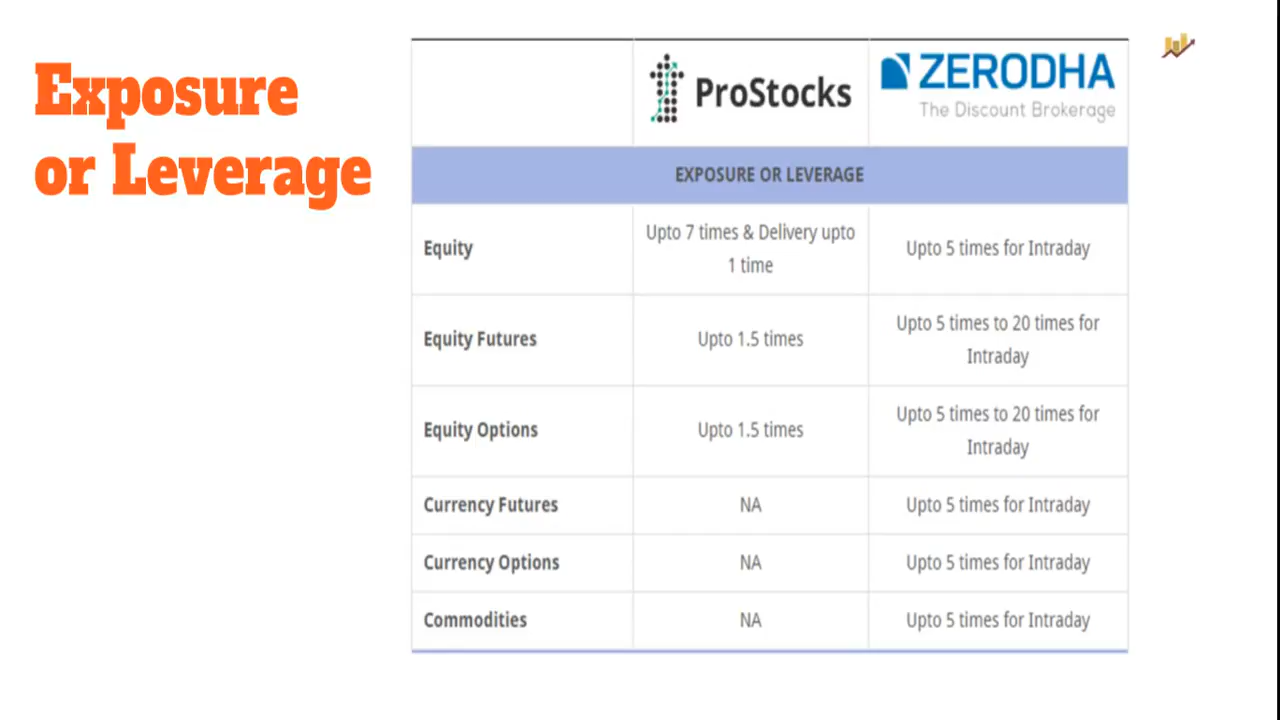 Exposure
or Leverage
ProStocks
ZERODHA
The Discount Brokerage
EXPOSURE OR LEVERAGE
Equity
Upto 7 times & Delivery upto
1 time
Upto 5 times for Intraday
Equity Futures
Upto 1.5 times
Upto 5 times to 20 times for
Intraday
Equity Options
Upto 1.5 times
Upto 5 times to 20 times for
Intraday
Currency Futures
NA
Upto 5 times for Intraday
Currency Options
NA
Upto 5 times for Intraday
Commodities
NA
Upto 5 times for Intraday